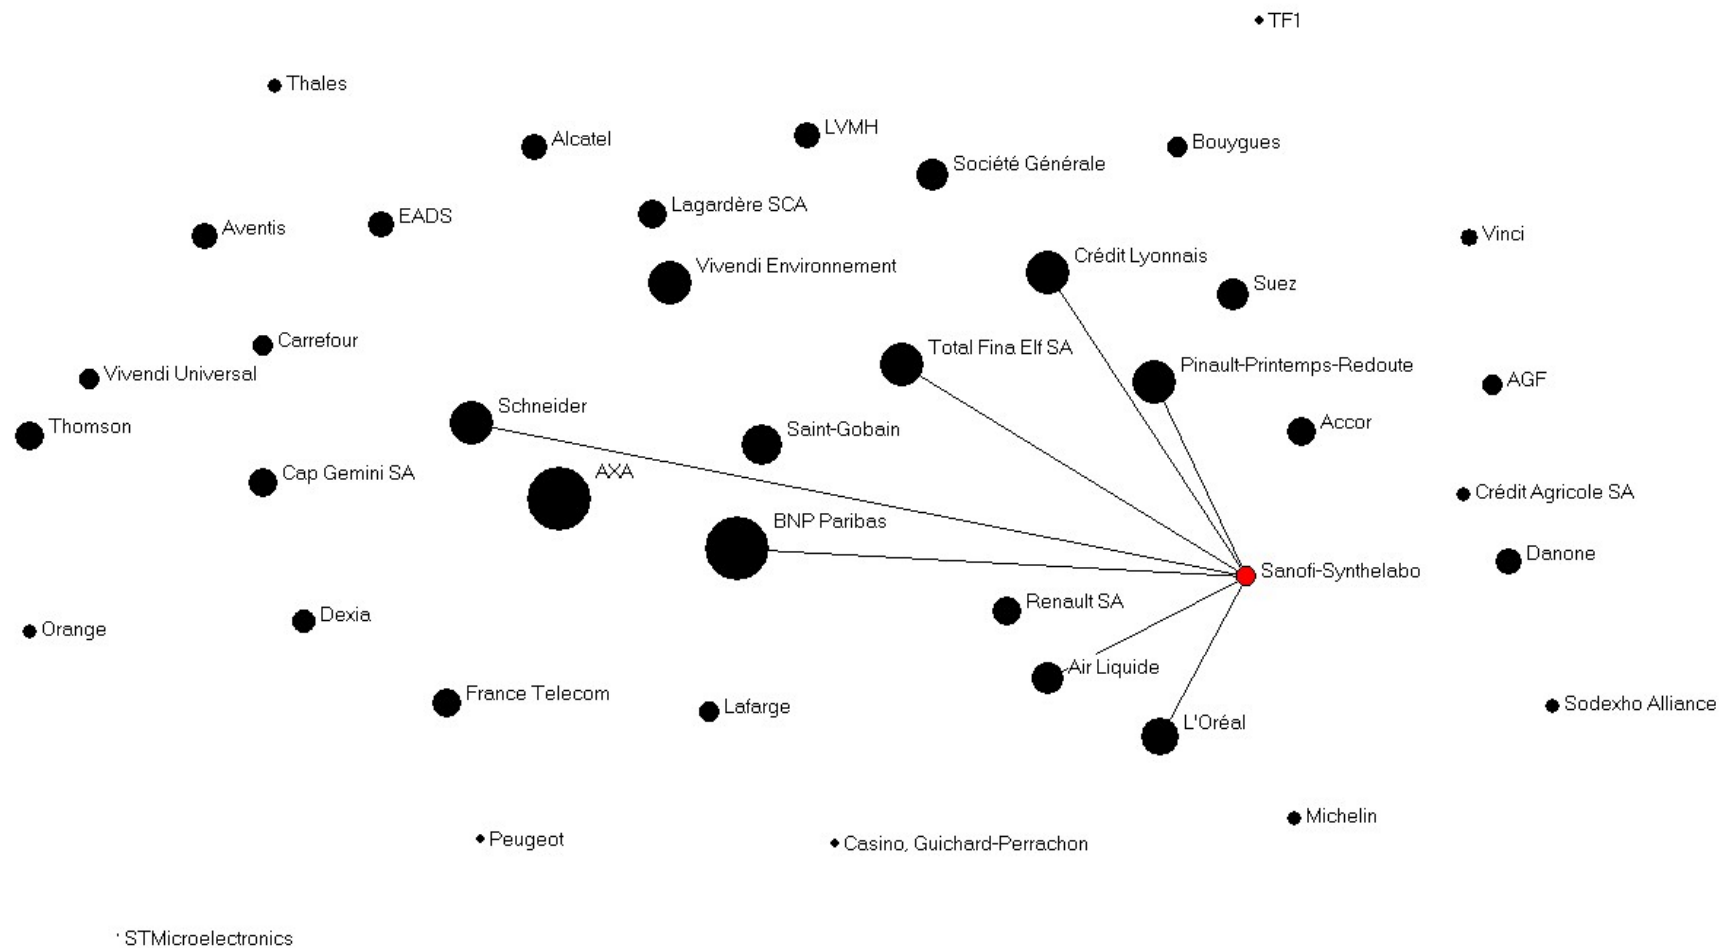 TF1
Thales
LVMH
Alcatel
Bouygues
Société Générale
Lagardère SCA
EADS
Aventis
Vinci
Crédit Lyonnais
Vivendi Environnement
Suez
Carrefour
Total Fina Elf SA
Pinault-Printemps-Redoute
Vivendi Universal
AGF
Schneider
Accor
Thomson
Saint-Gobain
Cap Gemini SA
AXA
Crédit Agricole SA
BNP Paribas
Danone
Sanofi-Synthelabo
Renault SA
Dexia
Orange
Air Liquide
France Telecom
Sodexho Alliance
Lafarge
L'Oréal
Michelin
Peugeot
Casino, Guichard-Perrachon
STMicroelectronics